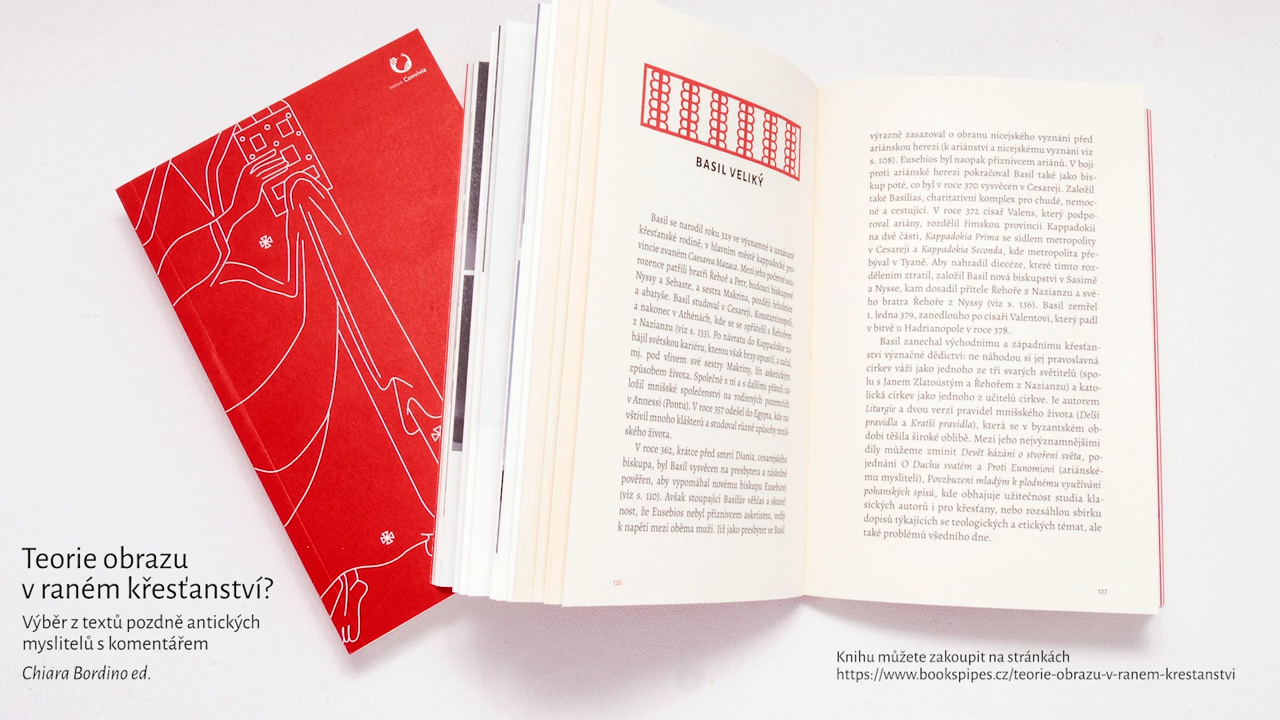 Institut Convivia
BASIL VELIKÝ
Basil se narodil roku 329 ve významné a uznávané
křesťanské rodině, v hlavním městě kappadocké pro-
vincie zvaném Caesarea Mazaca. Mezi jeho početné sou-
rozence patřili bratři Řehoř a Petr, budoucí biskupové
Nyssy a Sebaste, a sestra Makrina, později řeholnice
a abatyše. Basil studoval v Cesareji, Konstantinopoli,
a nakonec v Athénách, kde se spřátelil s Řehořem
z Nazianzu (viz s. 133). Po návratu do Kappadokie za-
hájil světskou kariéru, kterou však brzy opustil, a začal,
mj. pod vlivem své sestry Makriny, žít asketickým
způsobem života. Společně s ní a s dalšími přáteli za-
ložil mnišské společenství na rodinných pozemcích
v Annessi (Pontu). V roce 357 odešel do Egypta, kde na-
vštívil mnoho klášterů a studoval různé způsoby mniš-
ského života.
V roce 362, krátce před smrtí Diania, cesarejského
biskupa, byl Basil vysvěcen na presbytera a následně
pověřen, aby vypomáhal novému biskupu Eusebiovi
(viz s. 110). Avšak stoupající Basilův věhlas a skuteč-
nost, že Eusebios nebyl příznivcem asketismu, vedly
k napětí mezi oběma muži. Již jako presbyter se Basil
126
výrazně zasazoval o obranu nicejského vyznání před
ariánskou herezí (k ariánství a nicejskému vyznání viz
s. 108). Eusebios byl naopak příznivcem ariánů. V boji
proti ariánské herezi pokračoval Basil také jako bis-
kup poté, co byl v roce 370 vysvěcen v Cesareji. Založil
také Basilias, charitativní komplex pro chudé, nemoc-
né a cestující. V roce 372 císař Valens, který podpo-
roval ariány, rozdělil římskou provincii Kappadokii
na dvě části, Kappadokia Prima se sídlem metropolity
v Cesareji a Kappadokia Seconda, kde metropolita pře-
býval v Tyaně. Aby nahradil diecéze, které tímto roz-
dělením ztratil, založil Basil nová biskupství v Sasimě
a Nysse, kam dosadil přítele Řehoře z Nazianzu a své-
ho bratra Řehoře z Nyssy (viz s. 136). Basil zemřel
1. ledna 379, zanedlouho po císaři Valentovi, který padl
v bitvě u Hadrianopole v roce 378.
Basil zanechal východnímu a západnímu křesťan-
ství význačné dědictví: ne náhodou si jej pravoslavná
církev váží jako jednoho ze tří svatých světitelů (spo-
lu s Janem Zlatoústým a Řehořem z Nazianzu) a kato-
lická církev jako jednoho z učitelů církve. Je autorem
Liturgie a dvou verzí pravidel mnišského života (Delší
pravidla a Kratší pravidla), která se v byzantském ob-
dobí těšila široké oblibě. Mezi jeho nejvýznamnějšími
díly můžeme zmínit Devět kázání o stvoření světa, po-
jednání O Duchu svatém a Proti Eunomiovi (ariánské-
mu mysliteli), Povzbuzení mladým k plodnému využívání
pohanských spisů, kde obhajuje užitečnost studia kla-
sických autorů i pro křesťany, nebo rozsáhlou sbírku
dopisů týkajících se teologických a etických témat, ale
také problémů všedního dne.
127
Teorie obrazu
v raném křesťanství?
Výběr z textů pozdně antických
myslitelů s komentářem
Chiara Bordino ed.
Knihu můžete zakoupit na stránkách
https://www.bookspipes.cz/teorie-obrazu-v-ranem-krestanstvi